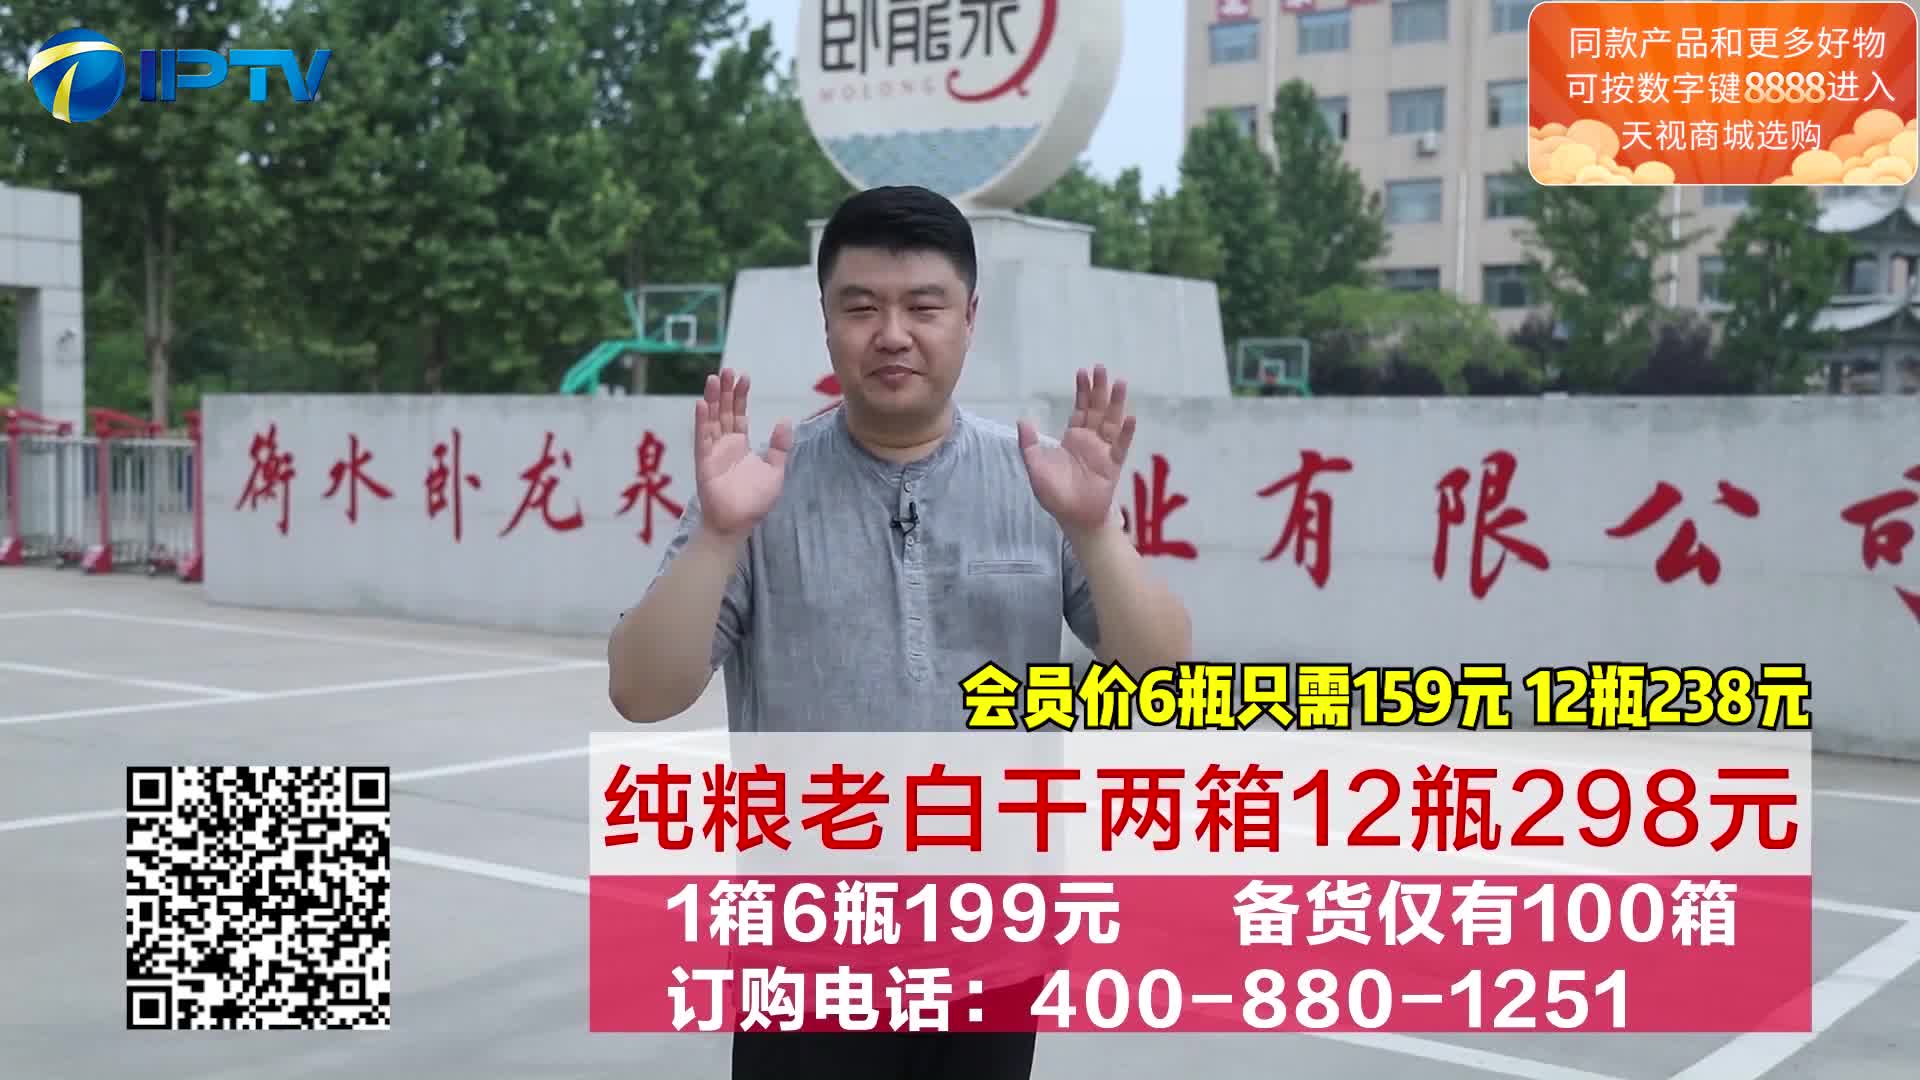 IPTV
卧龍泉
WOLONG
同款产品和更多好物
可按数字键8888进入
天视商城选购
衡水卧龙泉 业有限公司
会员价6瓶只需159元 12瓶238元
纯粮老白干两箱12瓶298元
1箱6瓶199元 备货仅有100箱
订购电话：400-880-1251